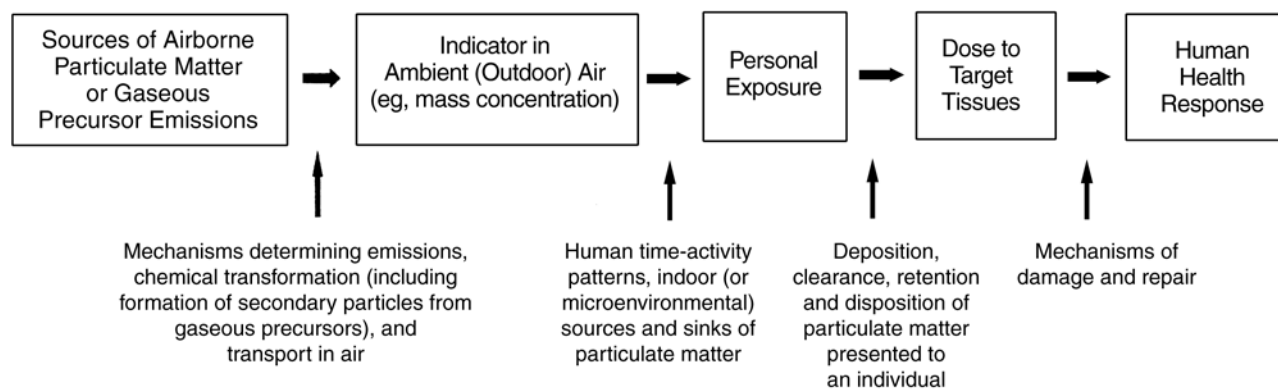 Sources of Airborne
Particulate Matter
or Gaseous
Precursor Emissions
Indicator in
Ambient (Outdoor) Air
(eg, mass concentration)
Personal
Exposure
Dose to
Target
Tissues
Human
Health
Response
Mechanisms determining emissions,
chemical transformation (including
formation of secondary particles from
gaseous precursors), and
transport in air
Human time-activity
patterns, indoor (or
microenvironmental)
sources and sinks of
particulate matter
Deposition,
clearance, retention
and disposition of
particulate matter
presented to
an individual
Mechanisms of
damage and repair